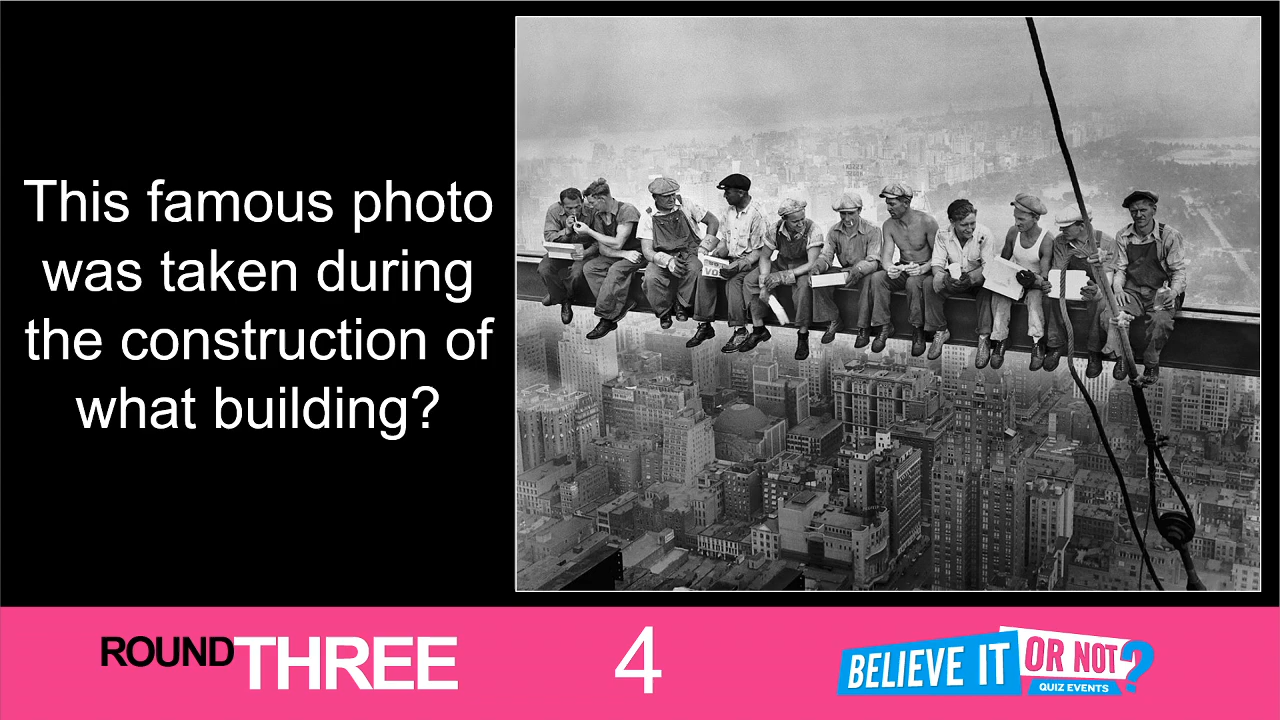 This famous photo
was taken during
the construction of
what building?
ROUND THREE
4
BELIEVE IT OR NOT?
QUIZ EVENTS